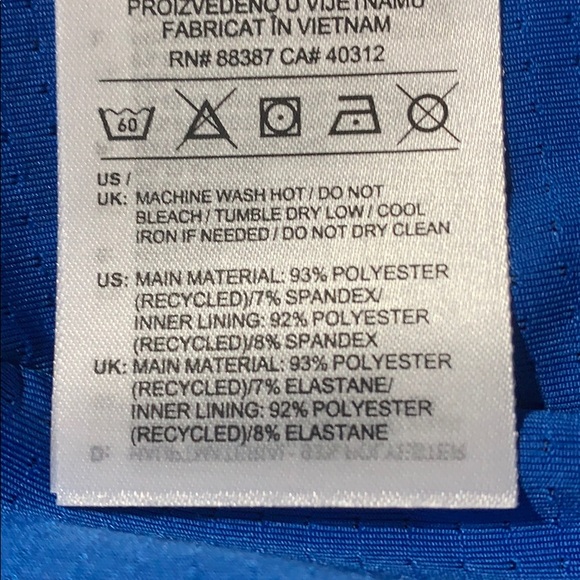 PROIZVEDENO U VIJETNAMU
FABRICAT ÎN VIETNAM
RN# 88387 CA# 40312
60
US /
UK: MACHINE WASH HOT / DO NOT
BLEACH / TUMBLE DRY LOW / COOL
IRON IF NEEDED / DO NOT DRY CLEAN
US: MAIN MATERIAL: 93% POLYESTER
(RECYCLED)/7% SPANDEX/
INNER LINING: 92% POLYESTER
(RECYCLED)/8% SPANDEX
UK: MAIN MATERIAL: 93% POLYESTER
(RECYCLED)/7% ELASTANE/
INNER LINING: 92% POLYESTER
(RECYCLED)/8% ELASTANE